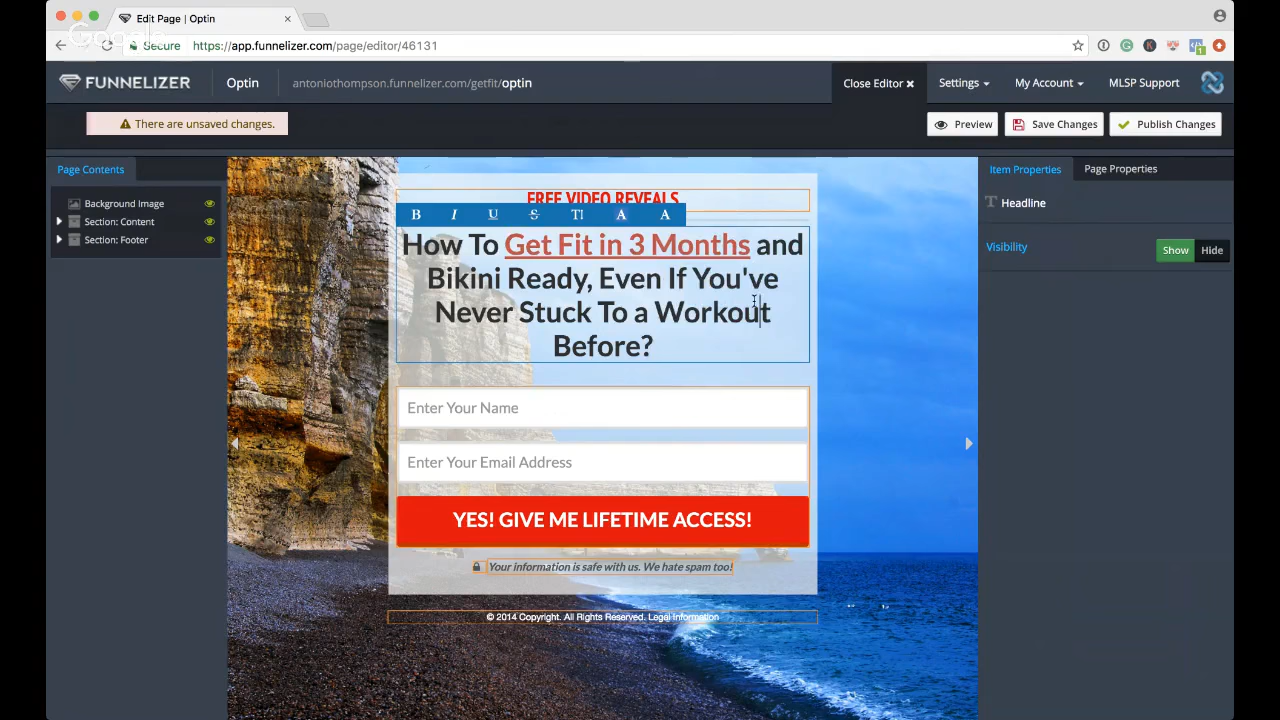 Edit Page | Optin
Google
Secure https://app.funnelizer.com/page/editor/46131
FUNNELIZER Optin antoniothompson.funnelizer.com/getfit/optin Close Editor Settings My Account MLSP Support
There are unsaved changes. Preview Save Changes Publish Changes
Page Contents Item Properties Page Properties
Background Image
Section: Content
Section: Footer
Headline
Visibility Show Hide
FREE VIDEO REVEALS
B I U S TI A A
How To Get Fit in 3 Months and
Bikini Ready, Even If You've
Never Stuck To a Workout
Before?
Enter Your Name
Enter Your Email Address
YES! GIVE ME LIFETIME ACCESS!
Your information is safe with us. We hate spam too!
© 2014 Copyright. All Rights Reserved. Legal Information